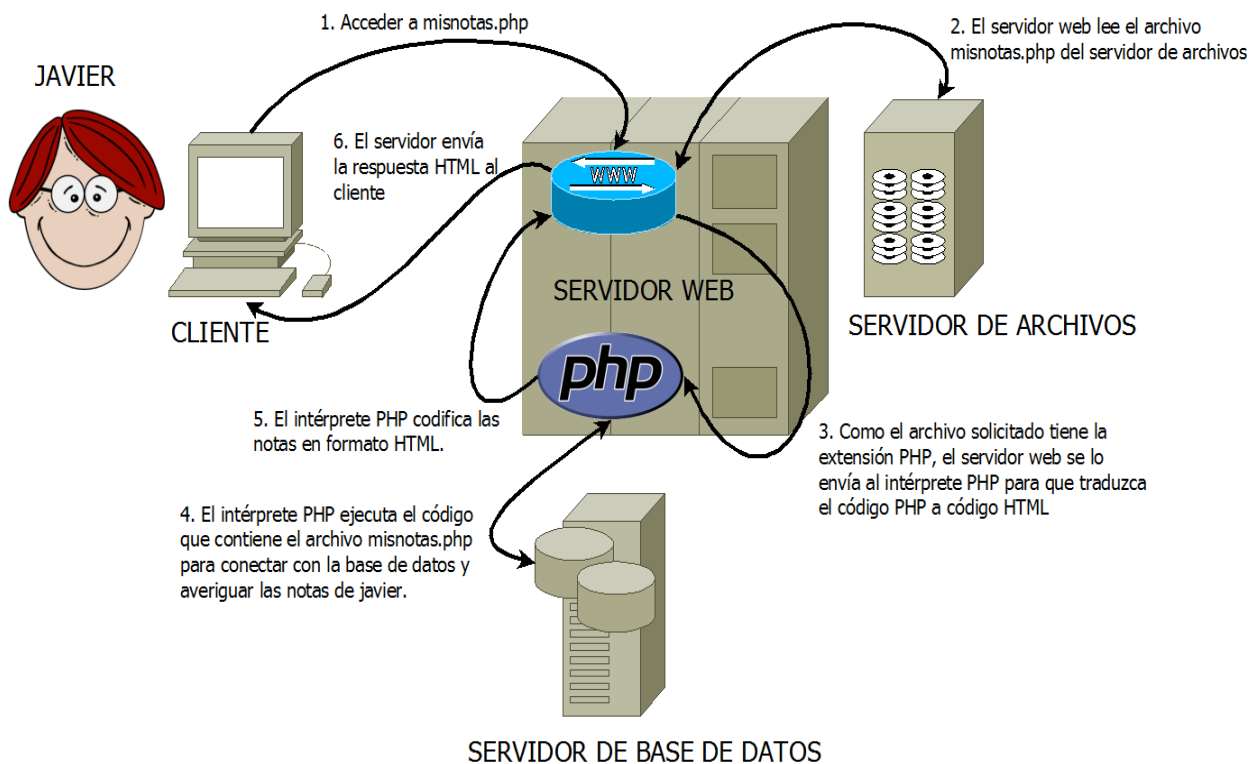 1. Acceder a misnotas.php
2. El servidor web lee el archivo
misnotas.php del servidor de archivos
JAVIER
6. El servidor envía
la respuesta HTML al
cliente
WWW
SERVIDOR WEB
CLIENTE
SERVIDOR DE ARCHIVOS
php
5. El intérprete PHP codifica las
notas en formato HTML.
3. Como el archivo solicitado tiene la
extensión PHP, el servidor web se lo
envía al intérprete PHP para que traduzca
el código PHP a código HTML
4. El intérprete PHP ejecuta el código
que contiene el archivo misnotas.php
para conectar con la base de datos y
averiguar las notas de javier.
SERVIDOR DE BASE DE DATOS